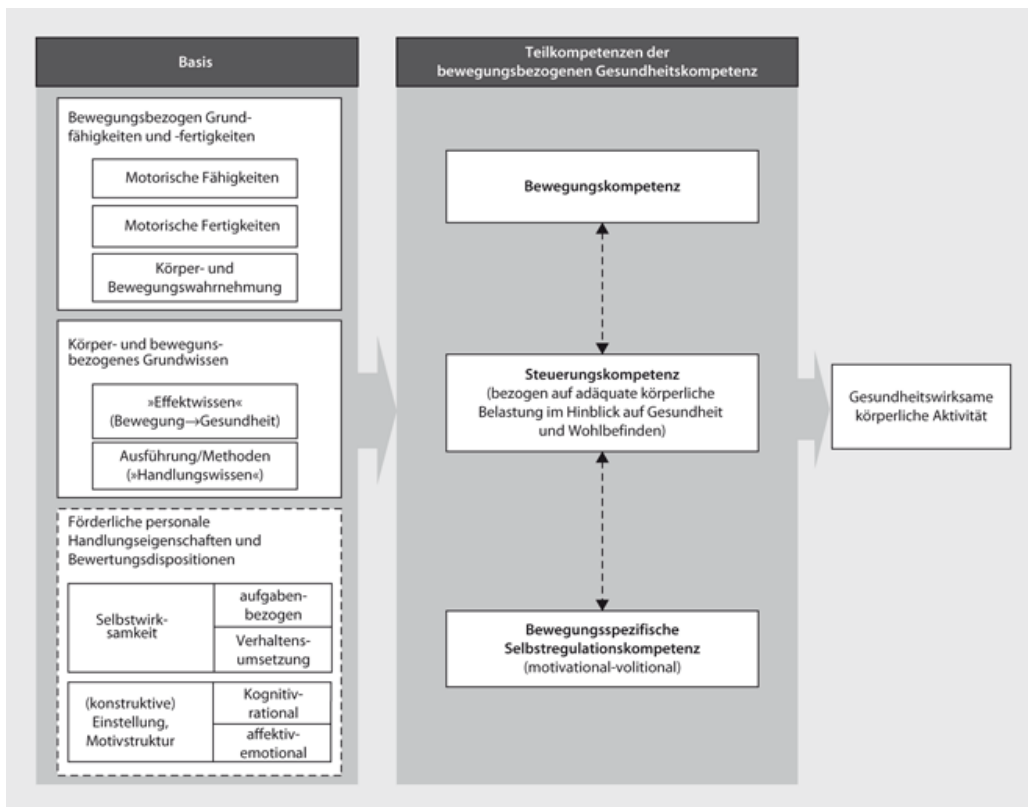 Basis
Bewegungsbezogen Grund-
fähigkeiten und -fertigkeiten
Motorische Fähigkeiten
Motorische Fertigkeiten
Körper- und
Bewegungswahrnehmung
Körper- und beweguns-
bezogenes Grundwissen
»Effektwissen«
(Bewegung→Gesundheit)
Ausführung/Methoden
(»Handlungswissen«)
Förderliche personale
Handlungseigenschaften und
Bewertungsdispositionen
Selbstwirk-
samkeit
aufgaben-
bezogen
Verhaltens-
umsetzung
(konstruktive)
Einstellung,
Motivstruktur
Kognitiv-
rational
affektiv-
emotional
Teilkompetenzen der
bewegungsbezogenen Gesundheitskompetenz
Bewegungskompetenz
Steuerungskompetenz
(bezogen auf adäquate körperliche
Belastung im Hinblick auf Gesundheit
und Wohlbefinden)
Bewegungsspezifische
Selbstregulationskompetenz
(motivational-volitional)
Gesundheitswirksame
körperliche Aktivität